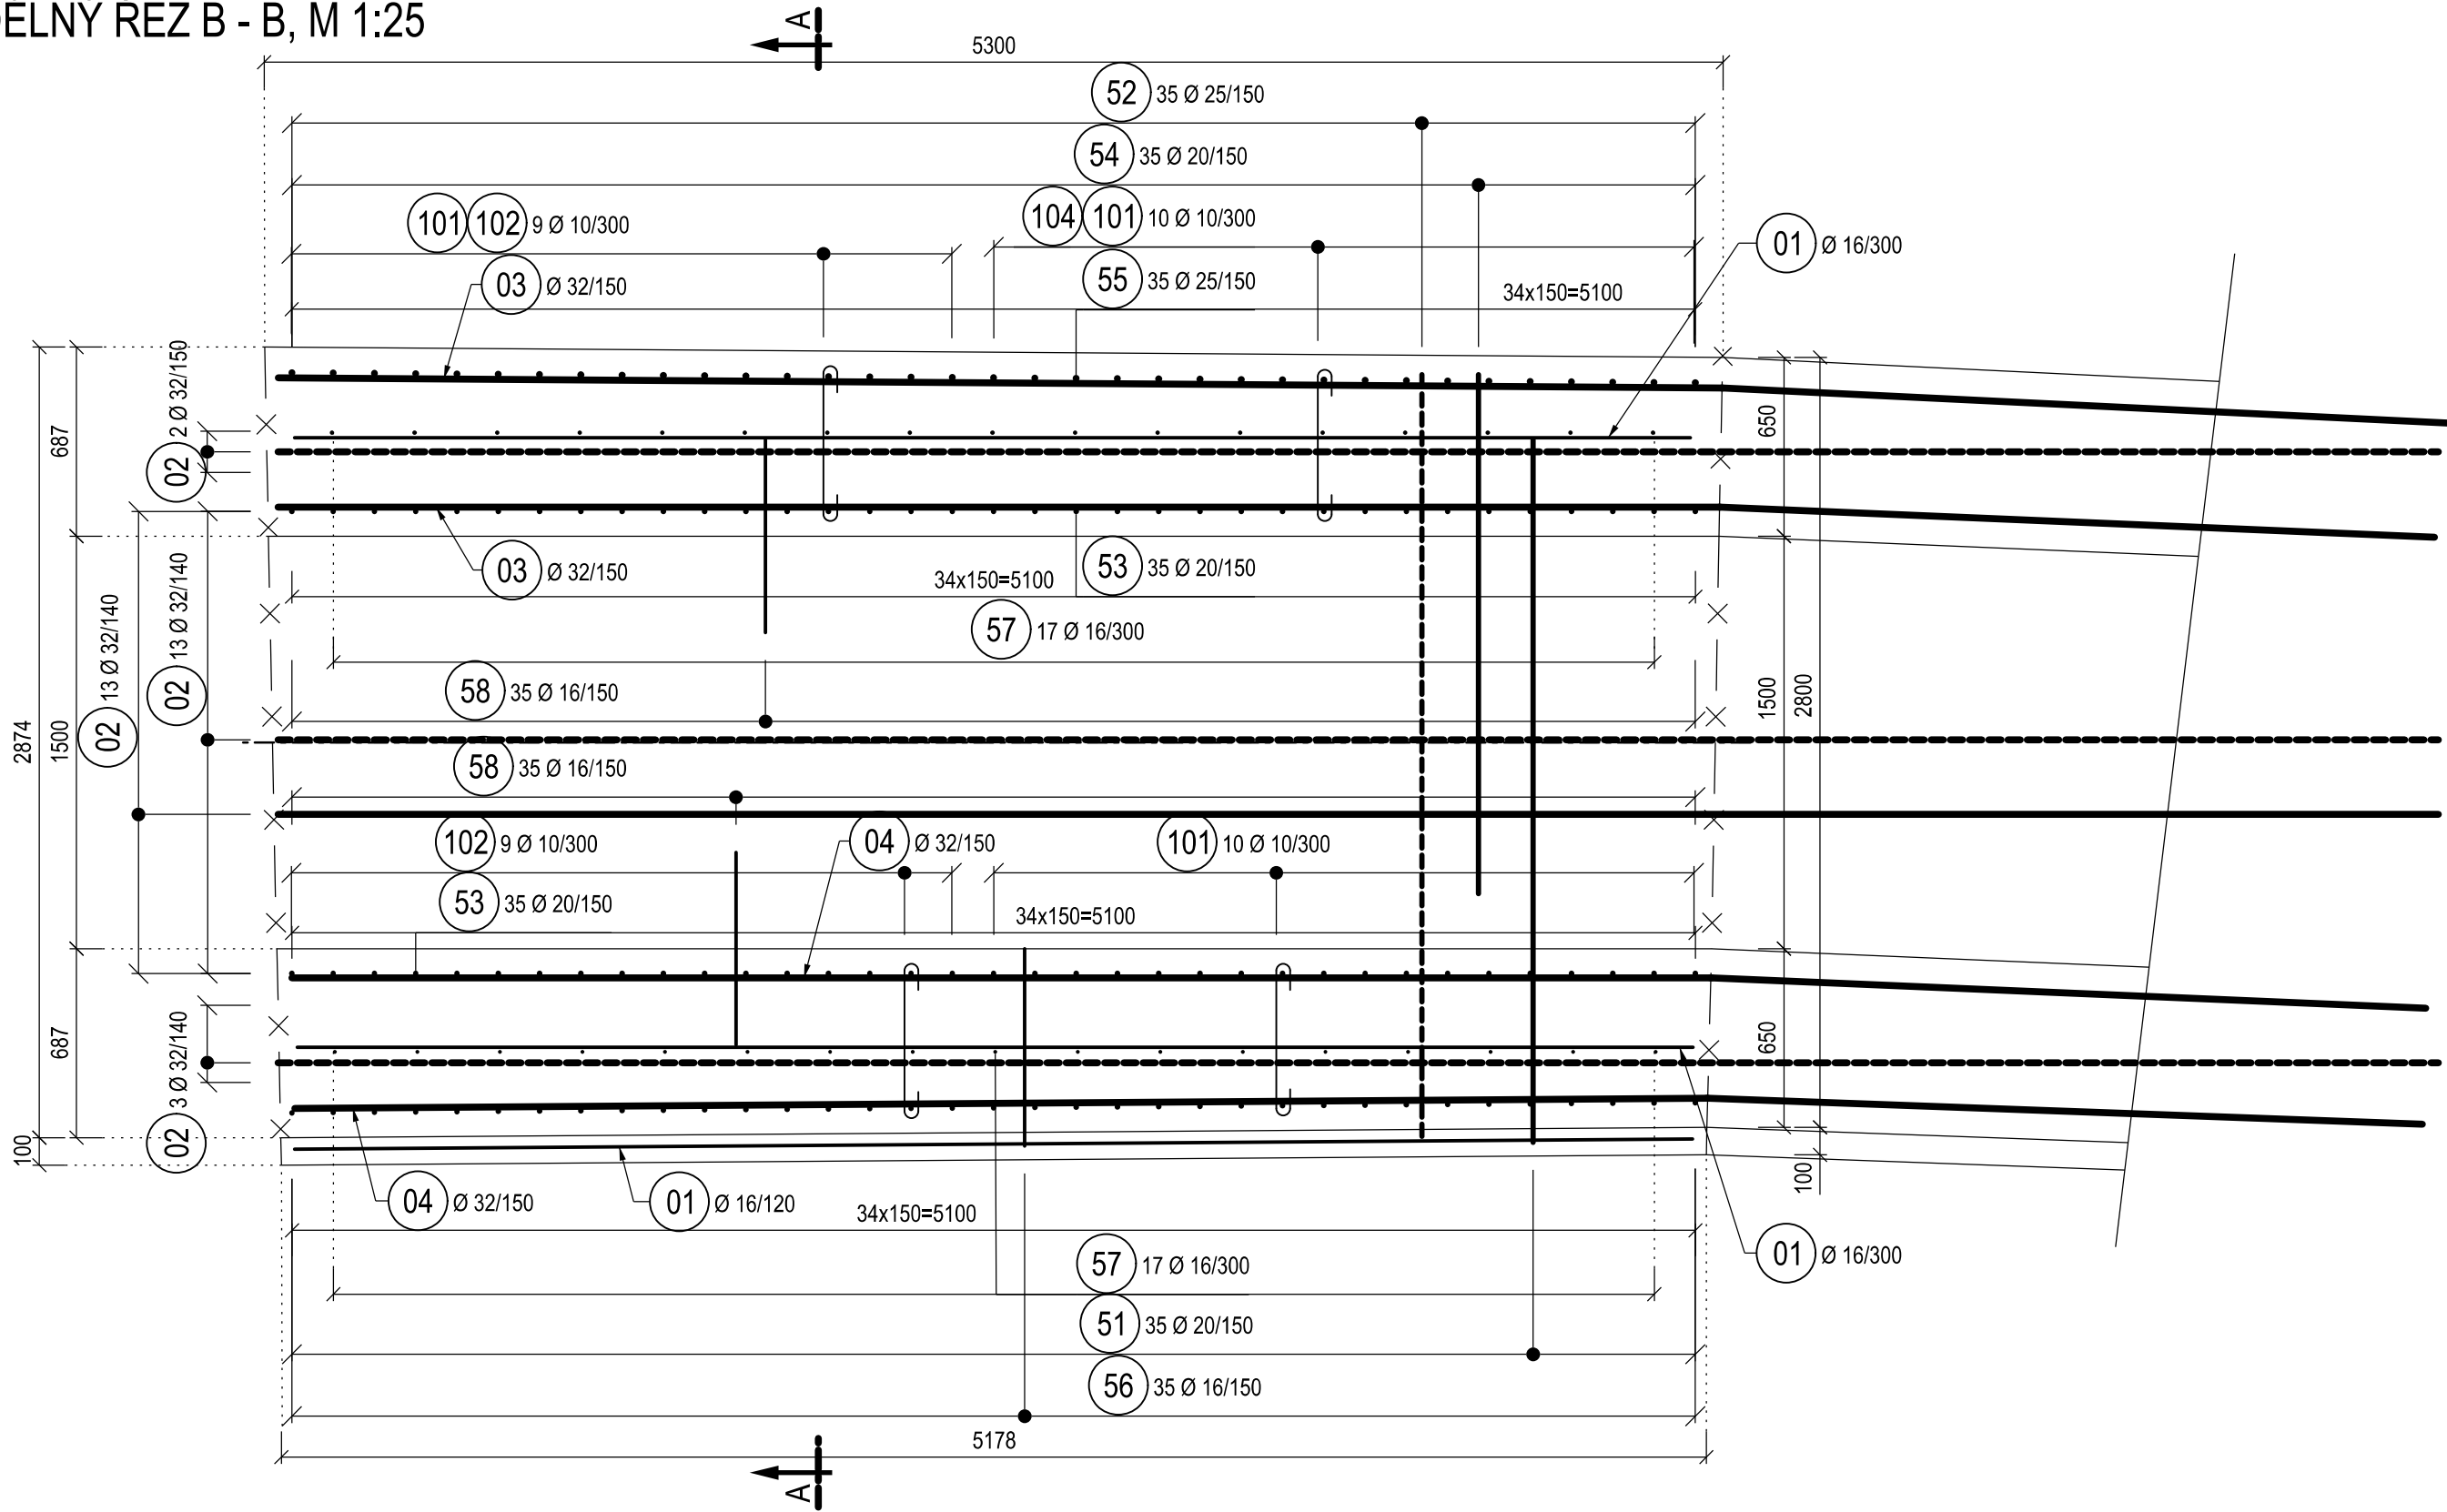 ELNÝ ŘEZ B - B, M 1:25
A
5300
52 35 Ø 25/150
54 35 Ø 20/150
101 102 9 Ø 10/300
104 101 10 Ø 10/300
01 Ø 16/300
03 Ø 32/150
55 35 Ø 25/150
34x150=5100
02 2 Ø 32/150
687
650
03 Ø 32/150
34x150=5100
53 35 Ø 20/150
57 17 Ø 16/300
02 13 Ø 32/140
02 13 Ø 32/140
58 35 Ø 16/150
2874
1500
1500
2800
58 35 Ø 16/150
102 9 Ø 10/300
04 Ø 32/150
101 10 Ø 10/300
53 35 Ø 20/150
34x150=5100
687
02 3 Ø 32/140
650
100
100
04 Ø 32/150
01 Ø 16/120
34x150=5100
01 Ø 16/300
57 17 Ø 16/300
51 35 Ø 20/150
56 35 Ø 16/150
5178
A